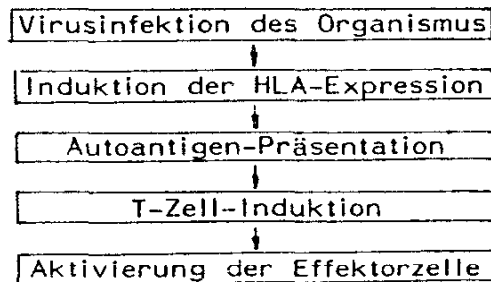 Virusinfektion des Organismus
Induktion der HLA-Expression
Autoantigen-Präsentation
T-Zell-Induktion
Aktivierung der Effektorzelle